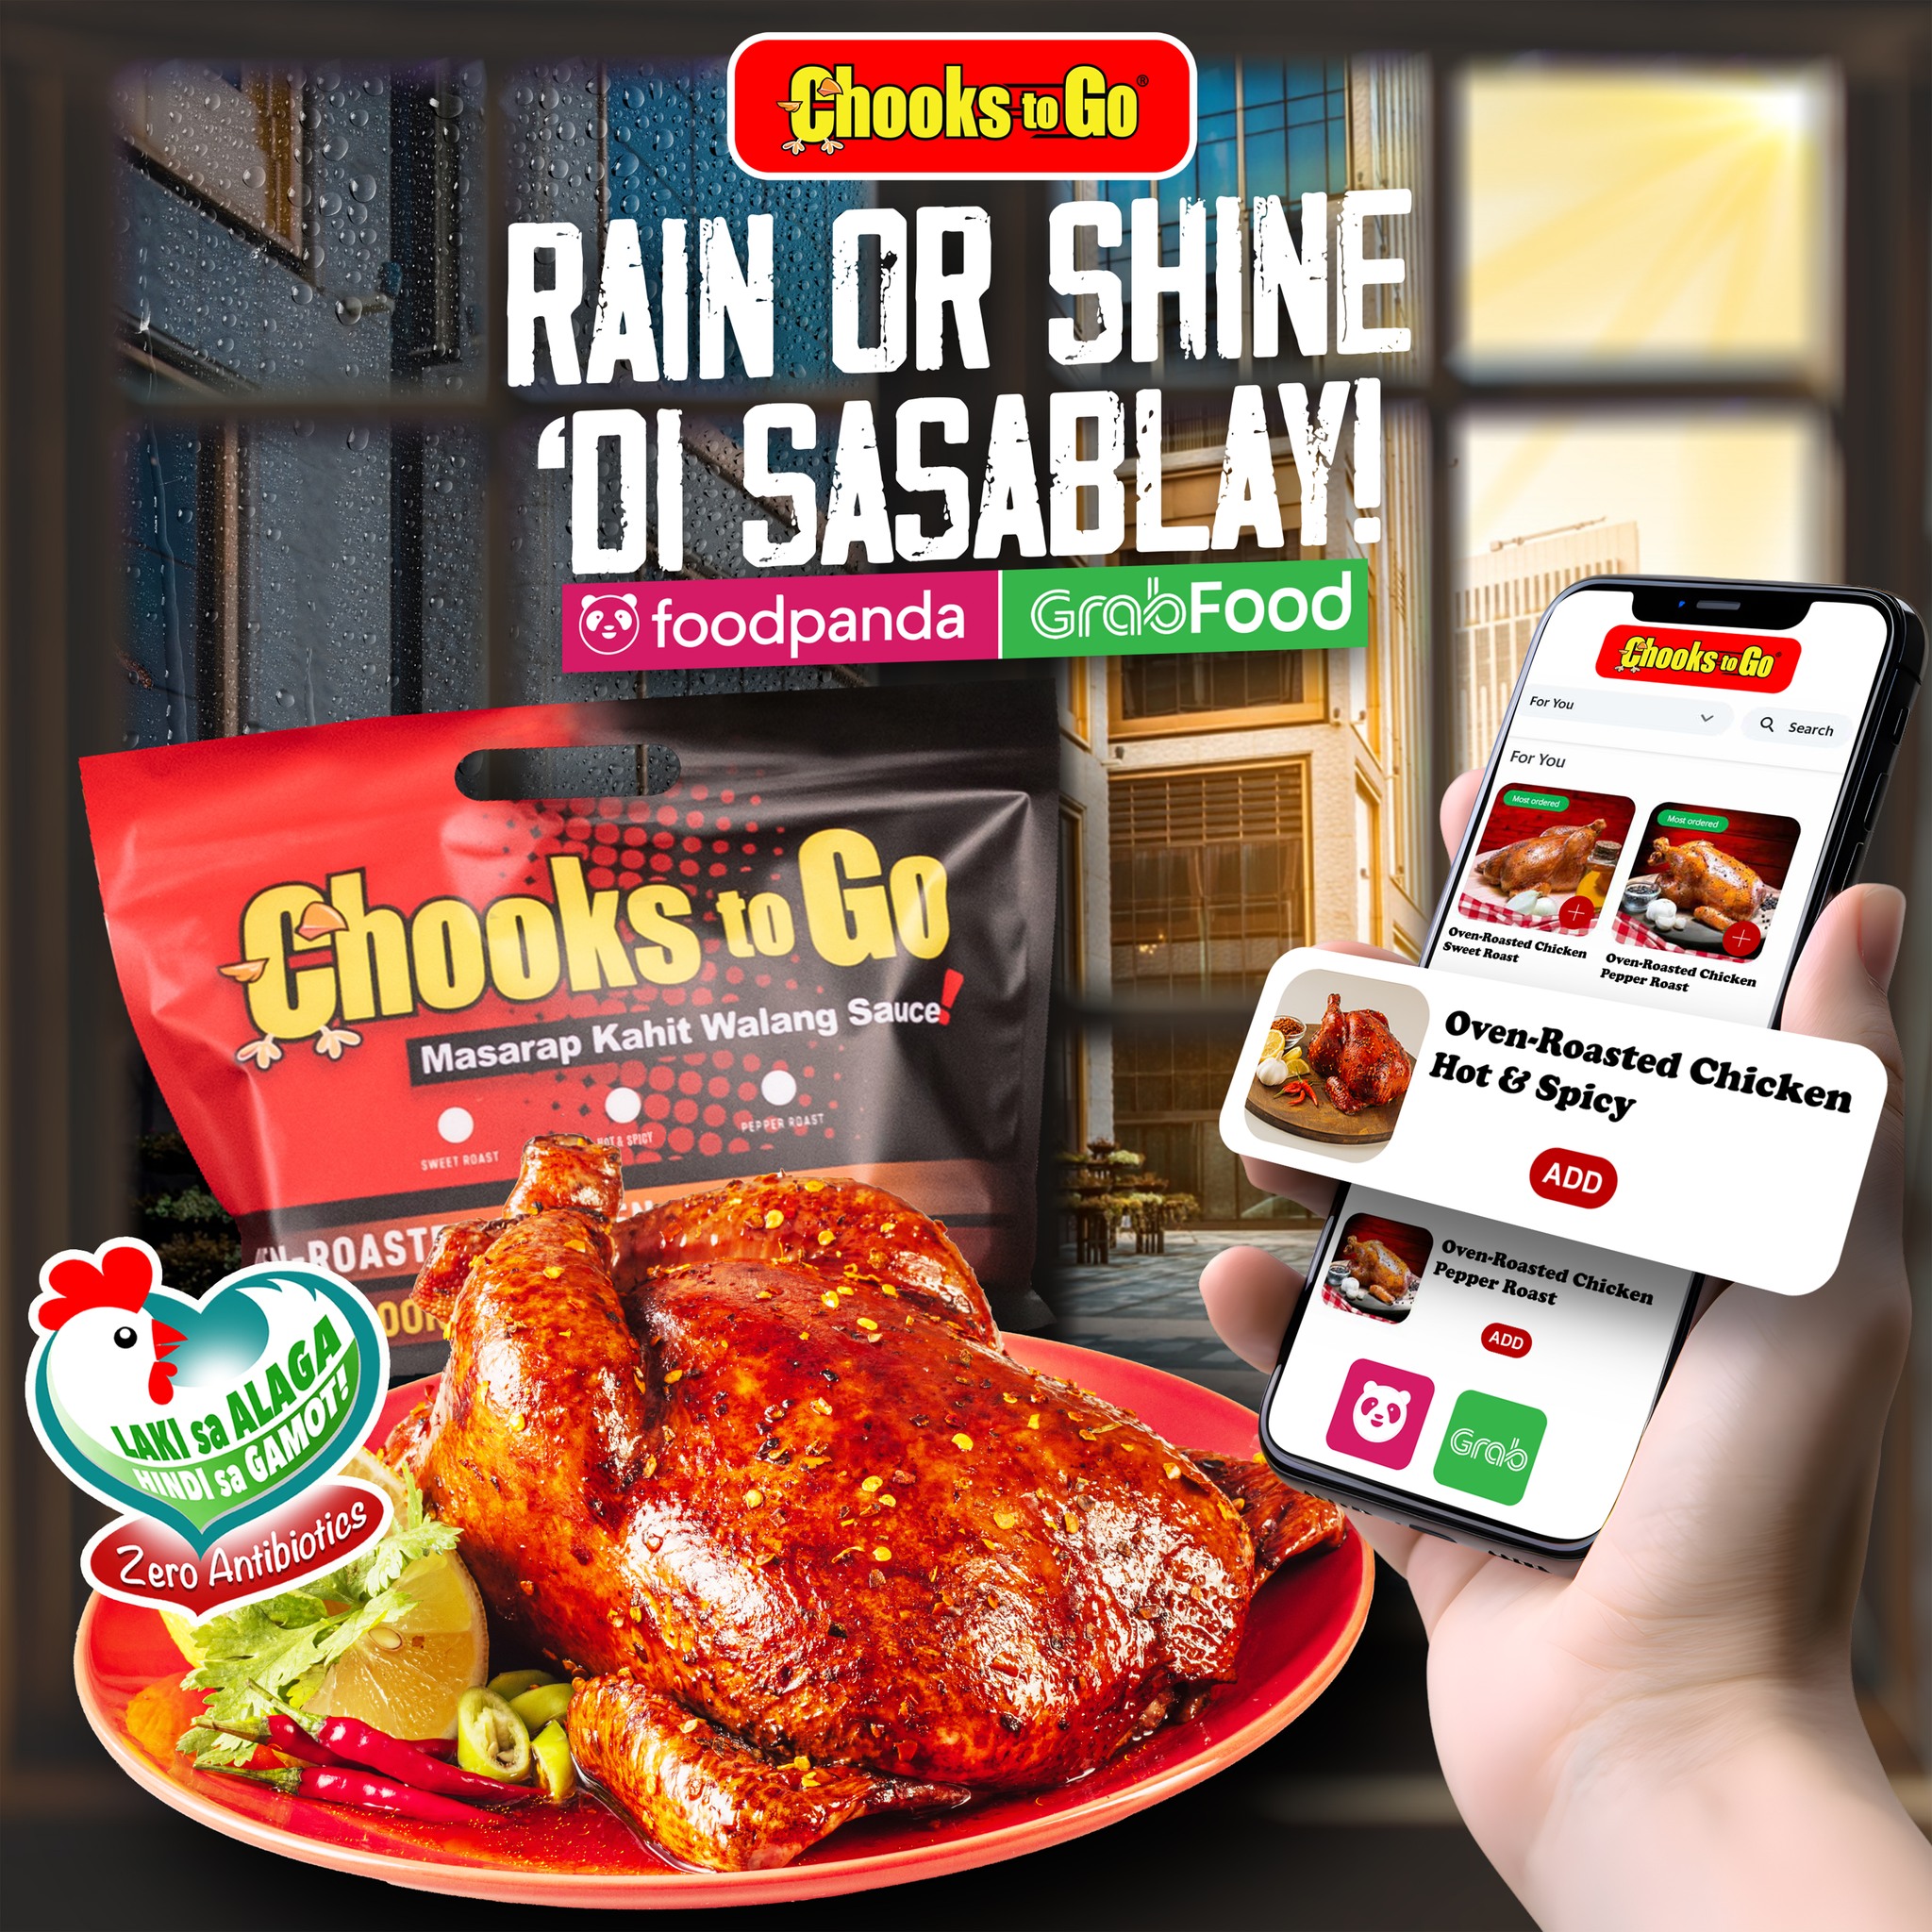 Chooks to Go®
RAIN OR SHINE
‘DI SASABLAY!
foodpanda
GrabFood
Chooks to Go
Masarap Kahit Walang Sauce!
SWEET ROAST
HOT & SPICY
PEPPER ROAST
LAKI sa ALAGA
HINDI sa GAMOT!
Zero Antibiotics
Chooks to Go
For You
Search
For You
Most ordered
Most ordered
Oven-Roasted Chicken
Sweet Roast
Oven-Roasted Chicken
Pepper Roast
Oven-Roasted Chicken
Hot & Spicy
ADD
Oven-Roasted Chicken
Pepper Roast
ADD
Grab